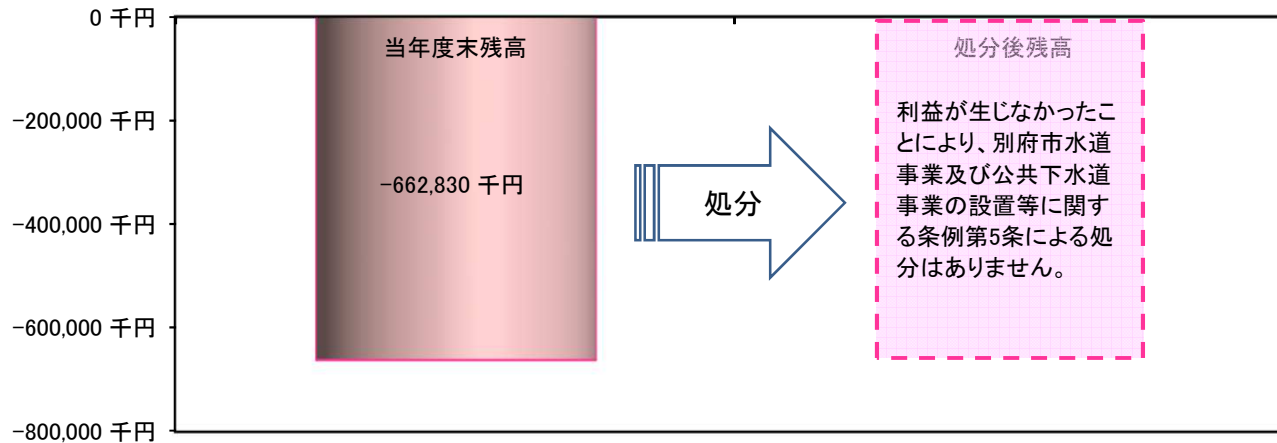 0 千円
-200,000 千円
-400,000 千円
-600,000 千円
-800,000 千円
当年度末残高
-662,830 千円
処分
処分後残高
利益が生じなかったこ
とにより、別府市水道
事業及び公共下水道
事業の設置等に関す
る条例第5条による処
分はありません。